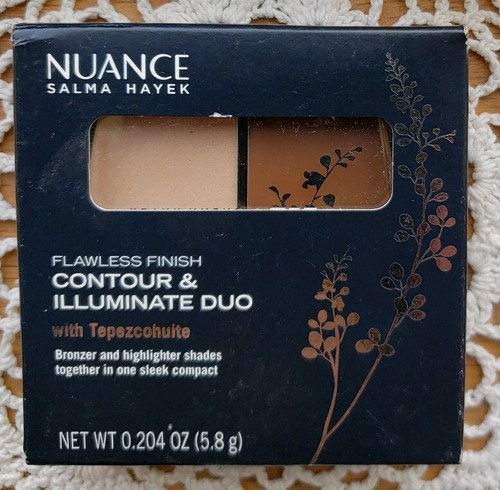 NUANCE
SALMA HAYEK
FLAWLESS FINISH
CONTOUR &
ILLUMINATE DUO
with Tepezcohuite
Bronzer and highlighter shades
together in one sleek compact
NET WT 0.204 OZ (5.8 g)